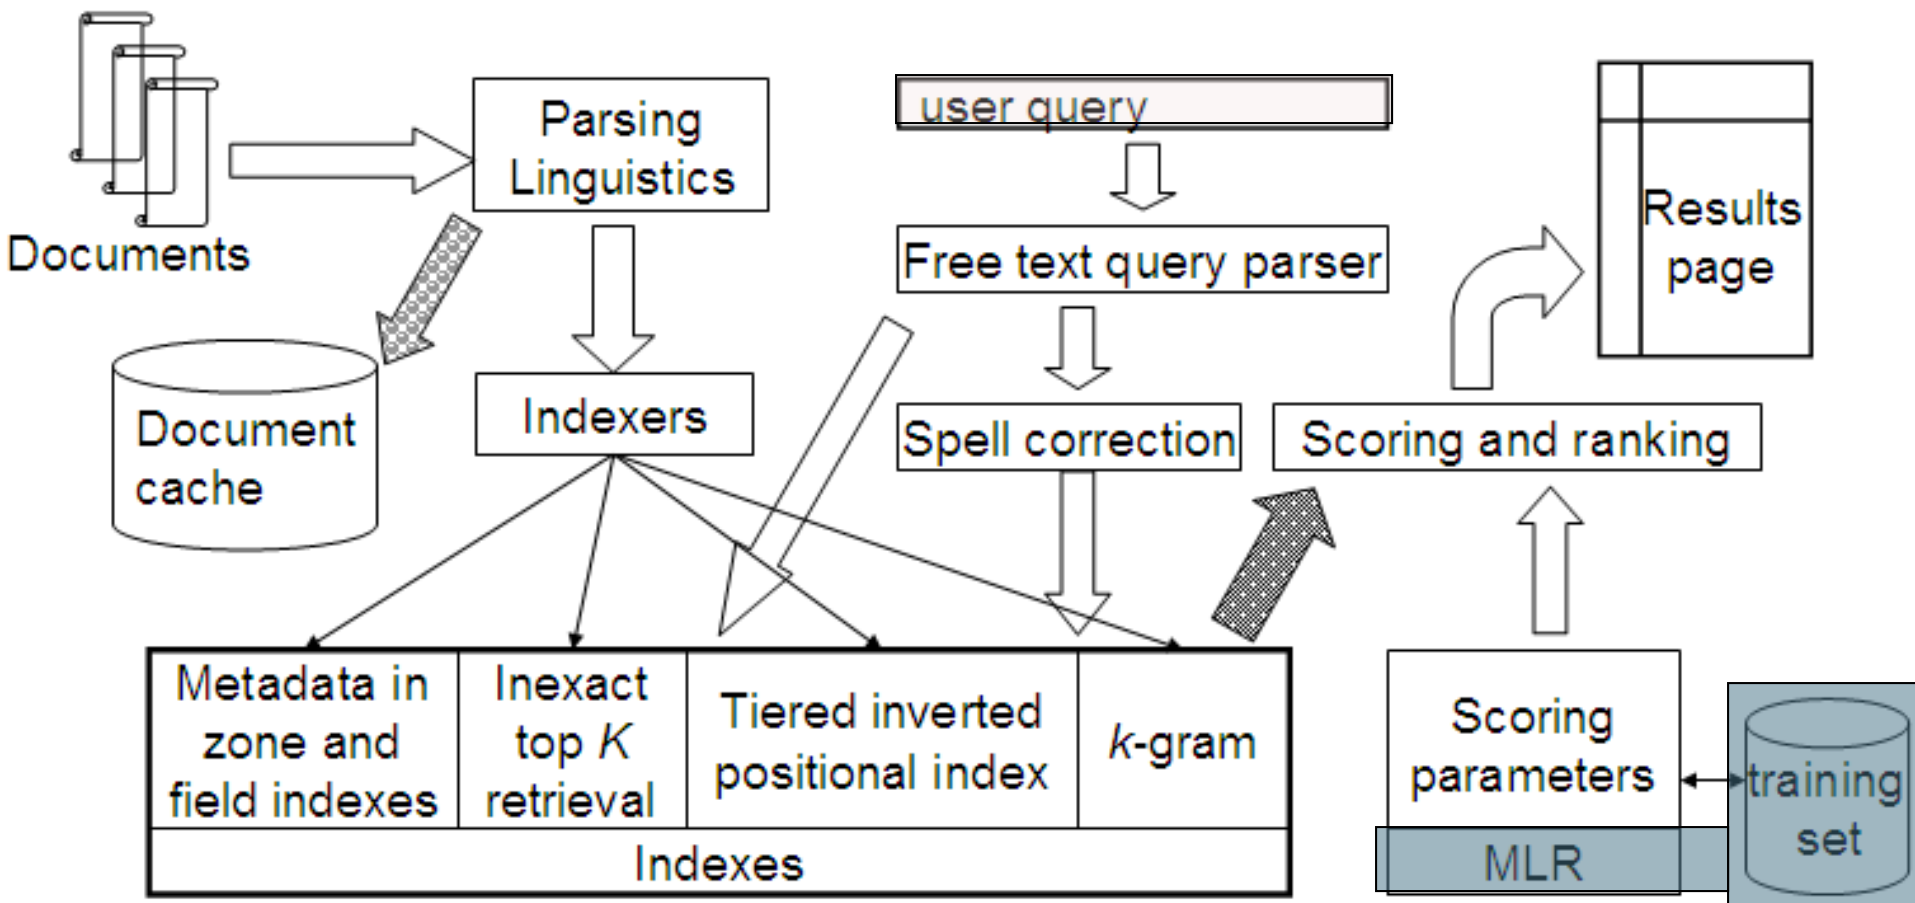 Documents
Parsing
Linguistics
user query
Free text query parser
Results
page
Document
cache
Indexers
Spell correction
Scoring and ranking
Metadata in
zone and
field indexes
Inexact
top K
retrieval
Tiered inverted
positional index
k-gram
Indexes
Scoring
parameters
MLR
training
set